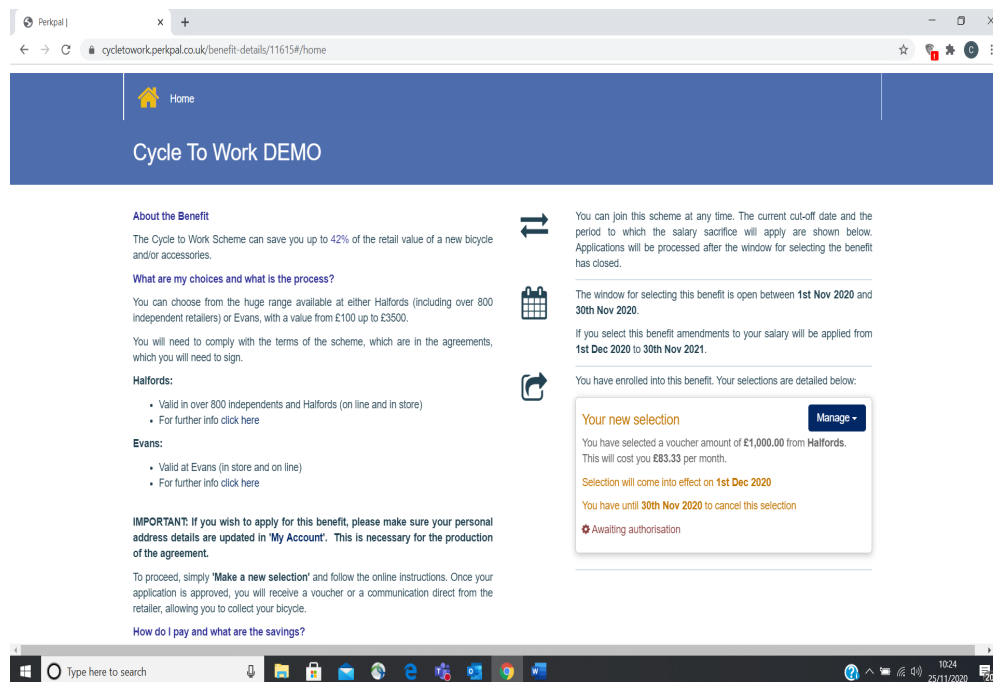 Perkpal |
cycletowork.perkpal.co.uk/benefit-details/11615#/home
C
Home
Cycle To Work DEMO
About the Benefit
The Cycle to Work Scheme can save you up to 42% of the retail value of a new bicycle
and/or accessories.
What are my choices and what is the process?
You can choose from the huge range available at either Halfords (including over 800
independent retailers) or Evans, with a value from £100 up to £3500.
You will need to comply with the terms of the scheme, which are in the agreements,
which you will need to sign.
Halfords:
• Valid in over 800 independents and Halfords (on line and in store)
• For further info click here
Evans:
• Valid at Evans (in store and on line)
• For further info click here
IMPORTANT: If you wish to apply for this benefit, please make sure your personal
address details are updated in 'My Account'. This is necessary for the production
of the agreement.
To proceed, simply 'Make a new selection' and follow the online instructions. Once your
application is approved, you will receive a voucher or a communication direct from the
retailer, allowing you to collect your bicycle.
How do I pay and what are the savings?
You can join this scheme at any time. The current cut-off date and the
period to which the salary sacrifice will apply are shown below.
Applications will be processed after the window for selecting the benefit
has closed.
The window for selecting this benefit is open between 1st Nov 2020 and
30th Nov 2020.
If you select this benefit amendments to your salary will be applied from
1st Dec 2020 to 30th Nov 2021.
You have enrolled into this benefit. Your selections are detailed below:
Your new selection
Manage
You have selected a voucher amount of £1,000.00 from Halfords.
This will cost you £83.33 per month.
Selection will come into effect on 1st Dec 2020
You have until 30th Nov 2020 to cancel this selection
Awaiting authorisation
Type here to search
10:24
25/11/2020
20